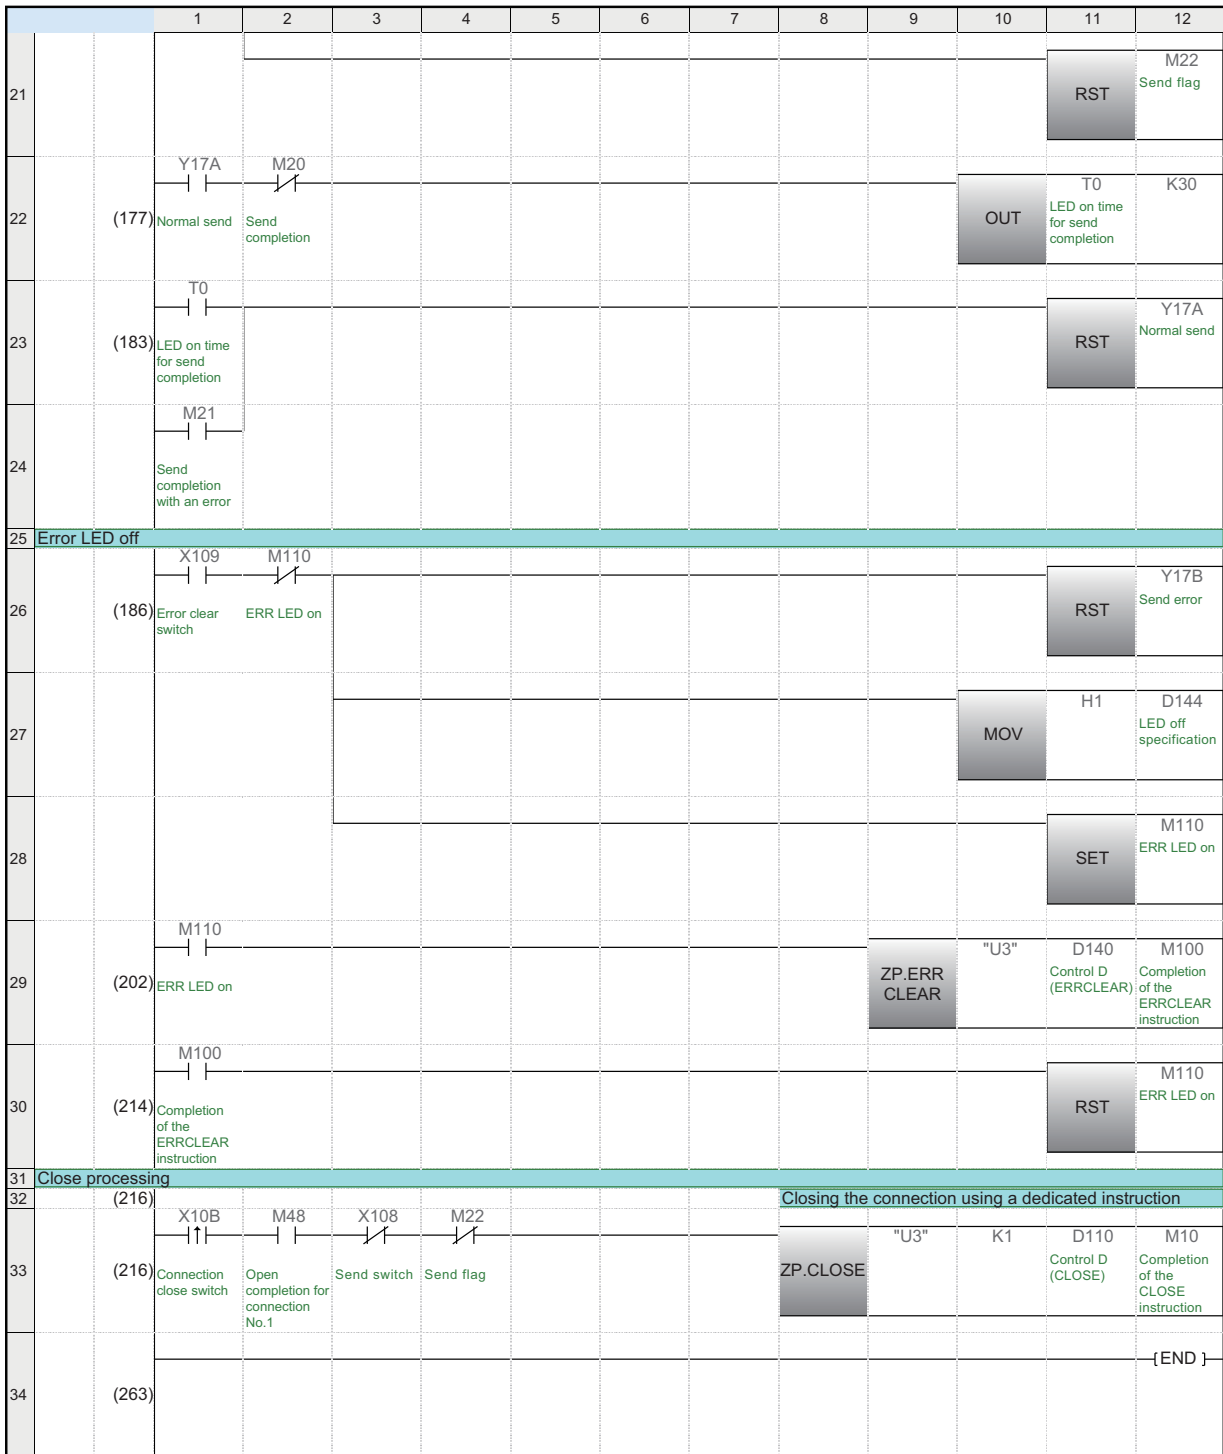 1 2 3 4 5 6 7 8 9 10 11 12
21
RST
M22
Send flag
22
(177)
Y17A
Normal send
M20
Send
completion
OUT
T0
LED on time
for send
completion
K30
23
(183)
T0
LED on time
for send
completion
RST
Y17A
Normal send
24
M21
Send
completion
with an error
25 Error LED off
26
(186)
X109
Error clear
switch
M110
ERR LED on
RST
Y17B
Send error
27
MOV
H1
D144
LED off
specification
28
SET
M110
ERR LED on
29
(202)
M110
ERR LED on
ZP.ERR
CLEAR
"U3"
D140
Control D
(ERRCLEAR)
M100
Completion
of the
ERRCLEAR
instruction
30
(214)
M100
Completion
of the
ERRCLEAR
instruction
RST
M110
ERR LED on
31 Close processing
32 (216) Closing the connection using a dedicated instruction
33
(216)
X10B
Connection
close switch
M48
Open
completion for
connection
No.1
X108
Send switch
M22
Send flag
ZP.CLOSE
"U3"
K1
D110
Control D
(CLOSE)
M10
Completion
of the
CLOSE
instruction
34
(263)
[END]